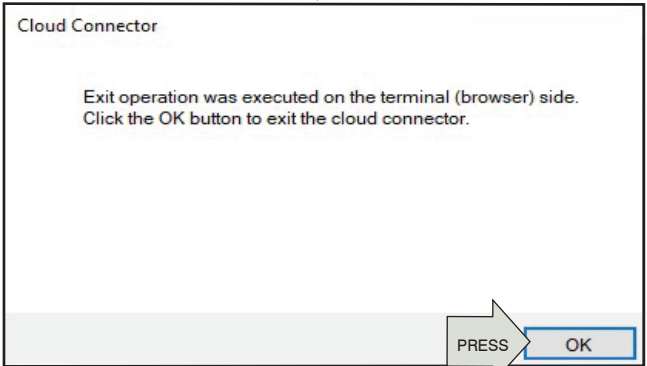 Cloud Connector
Exit operation was executed on the terminal (browser) side.
Click the OK button to exit the cloud connector.
PRESS OK